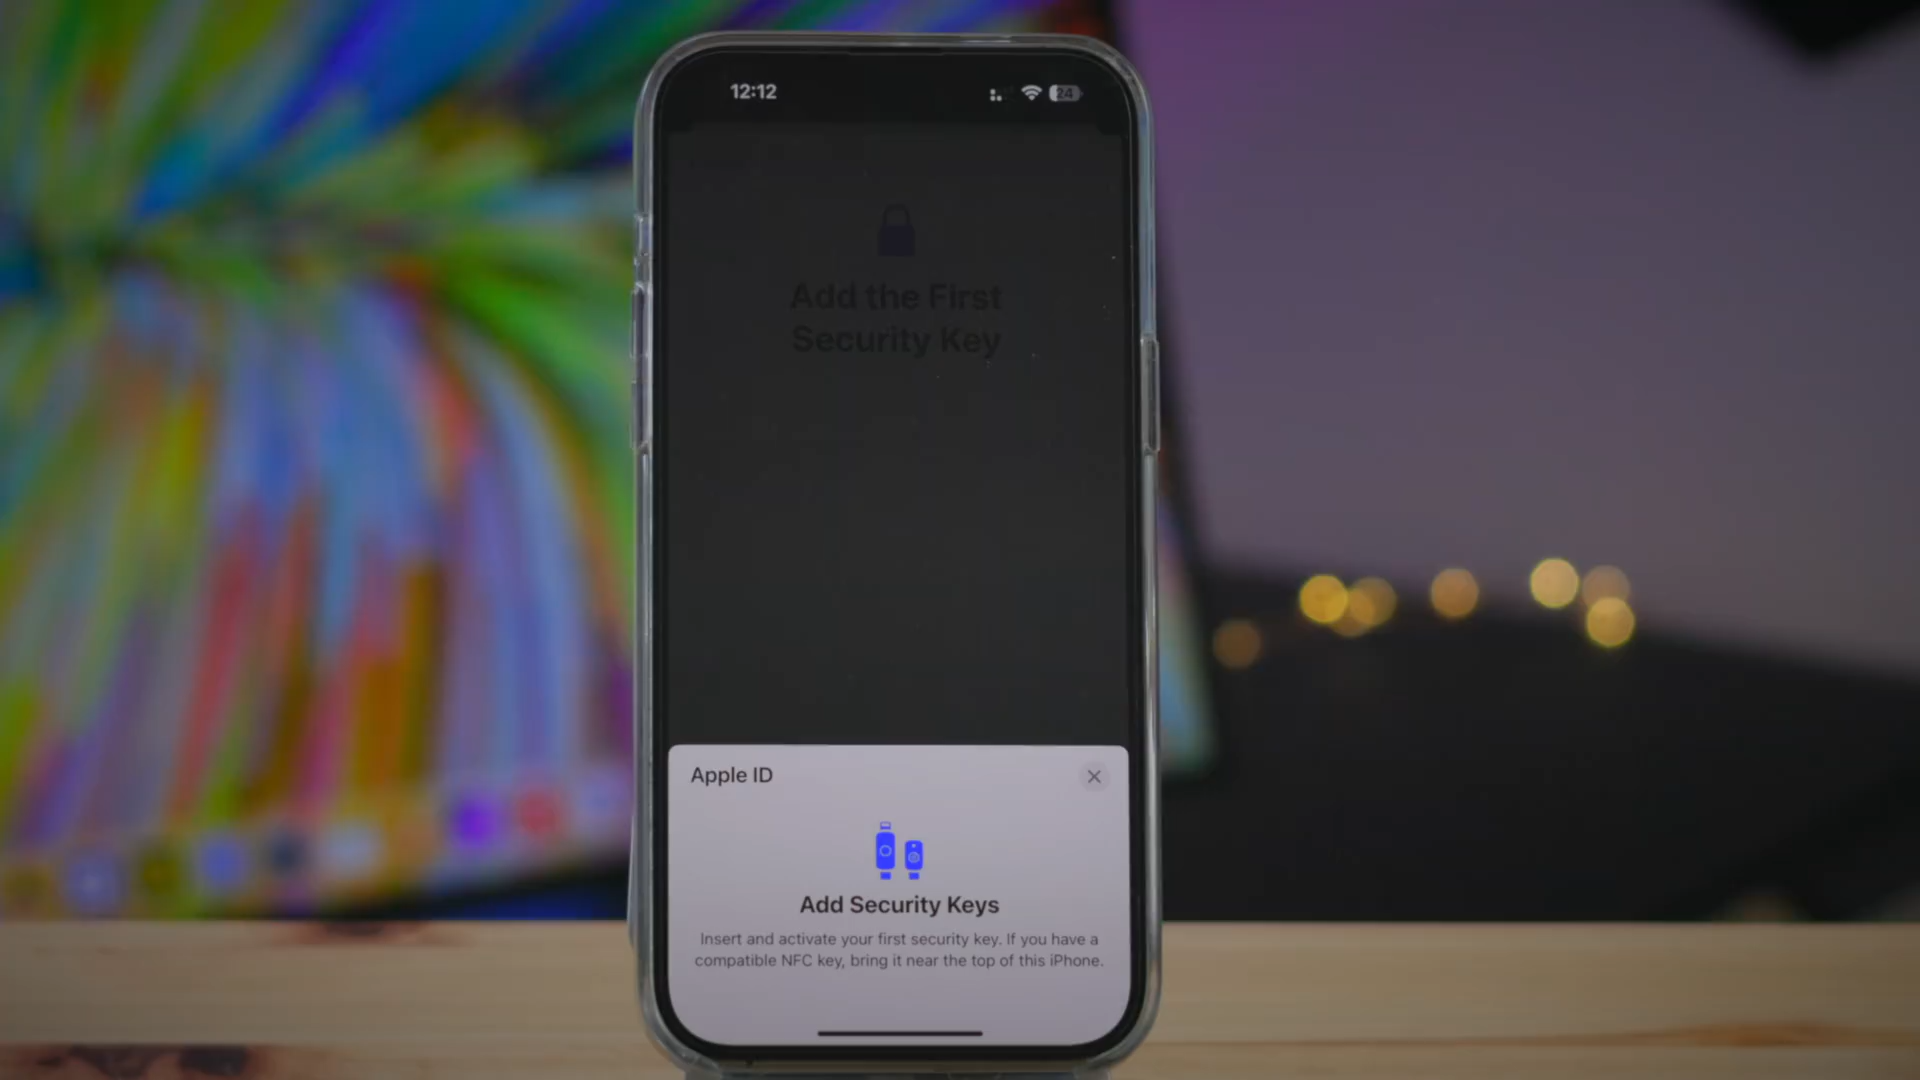 12:12
24
Add the First
Security Key
Apple ID
Add Security Keys
Insert and activate your first security key. If you have a
compatible NFC key, bring it near the top of this iPhone.